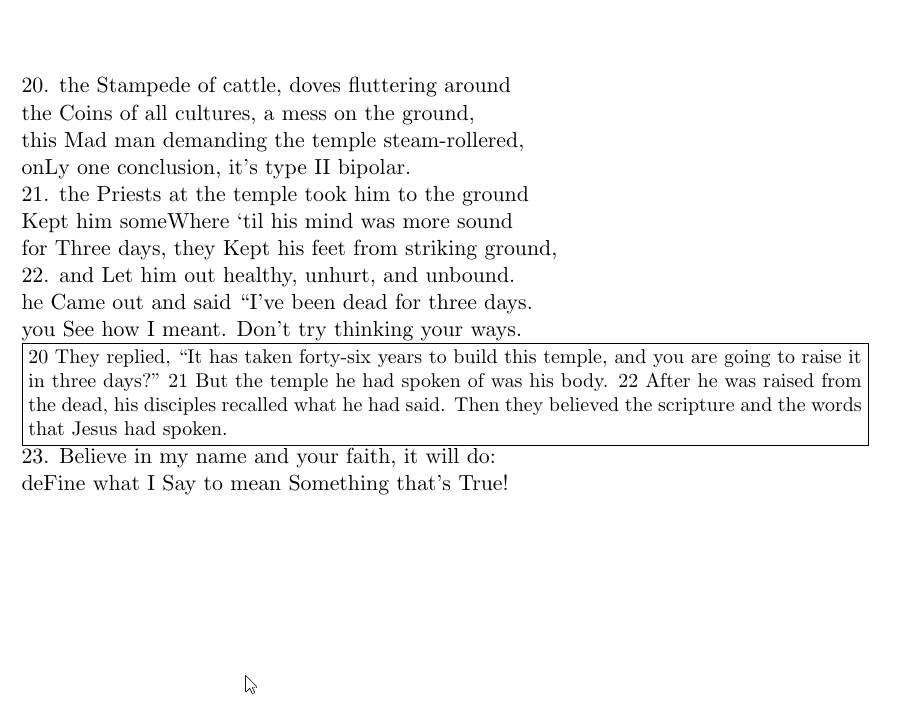 20. the Stampede of cattle, doves fluttering around
the Coins of all cultures, a mess on the ground,
this Mad man demanding the temple steam-rollered,
onLy one conclusion, it's type II bipolar.
21. the Priests at the temple took him to the ground
Kept him someWhere ‘til his mind was more sound
for Three days, they Kept his feet from striking ground,
22. and Let him out healthy, unhurt, and unbound.
he Came out and said “I've been dead for three days.
you See how I meant. Don't try thinking your ways.
20 They replied, “It has taken forty-six years to build this temple, and you are going to raise it
in three days?” 21 But the temple he had spoken of was his body. 22 After he was raised from
the dead, his disciples recalled what he had said. Then they believed the scripture and the words
that Jesus had spoken.
23. Believe in my name and your faith, it will do:
deFine what I Say to mean Something that's True!